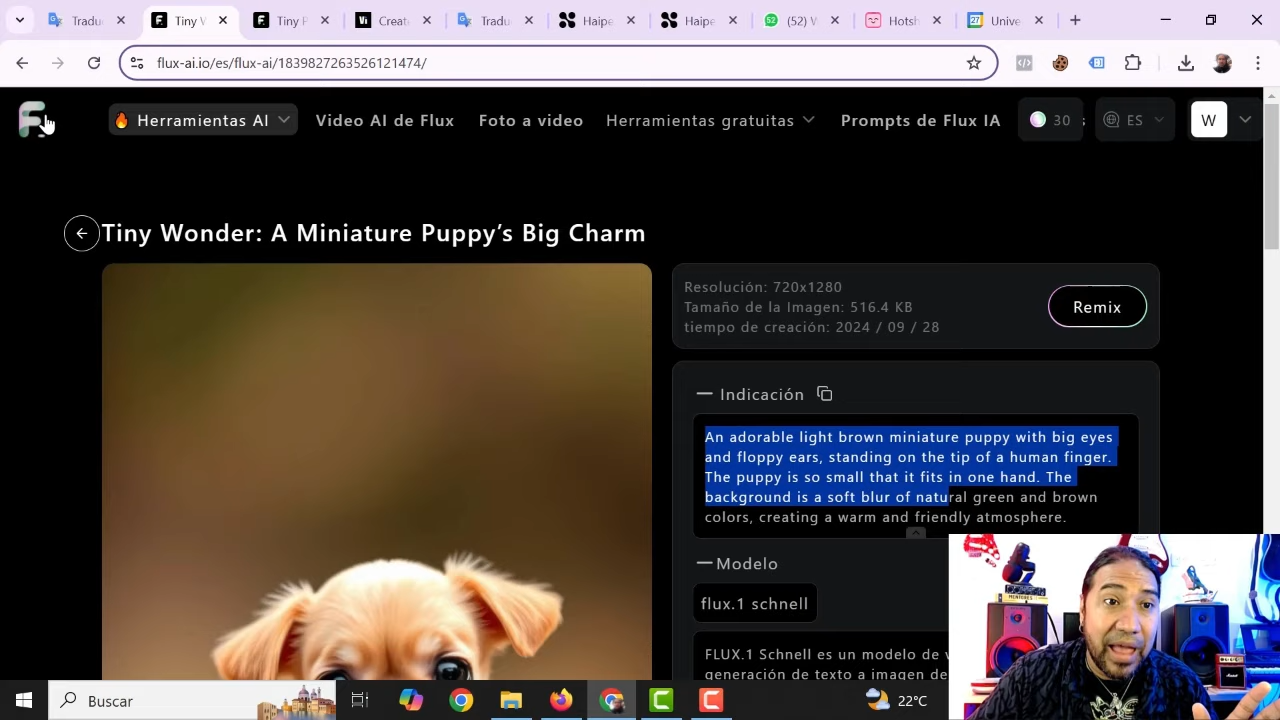 Tradu
Tiny V
Tiny P
Creat
Tradu
Haipe
Haipe
(52) V
Hotsh
Unive
flux-ai.io/es/flux-ai/1839827263526121474/
Herramientas AI
Video AI de Flux
Foto a video
Herramientas gratuitas
Prompts de Flux IA
30
ES
W
Tiny Wonder: A Miniature Puppy’s Big Charm
Resolución: 720x1280
Tamaño de la Imagen: 516.4 KB
tiempo de creación: 2024 / 09 / 28
Remix
Indicación
An adorable light brown miniature puppy with big eyes
and floppy ears, standing on the tip of a human finger.
The puppy is so small that it fits in one hand. The
background is a soft blur of natural green and brown
colors, creating a warm and friendly atmosphere.
Modelo
flux.1 schnell
FLUX.1 Schnell es un modelo de v
generación de texto a imagen de
Buscar
22°C